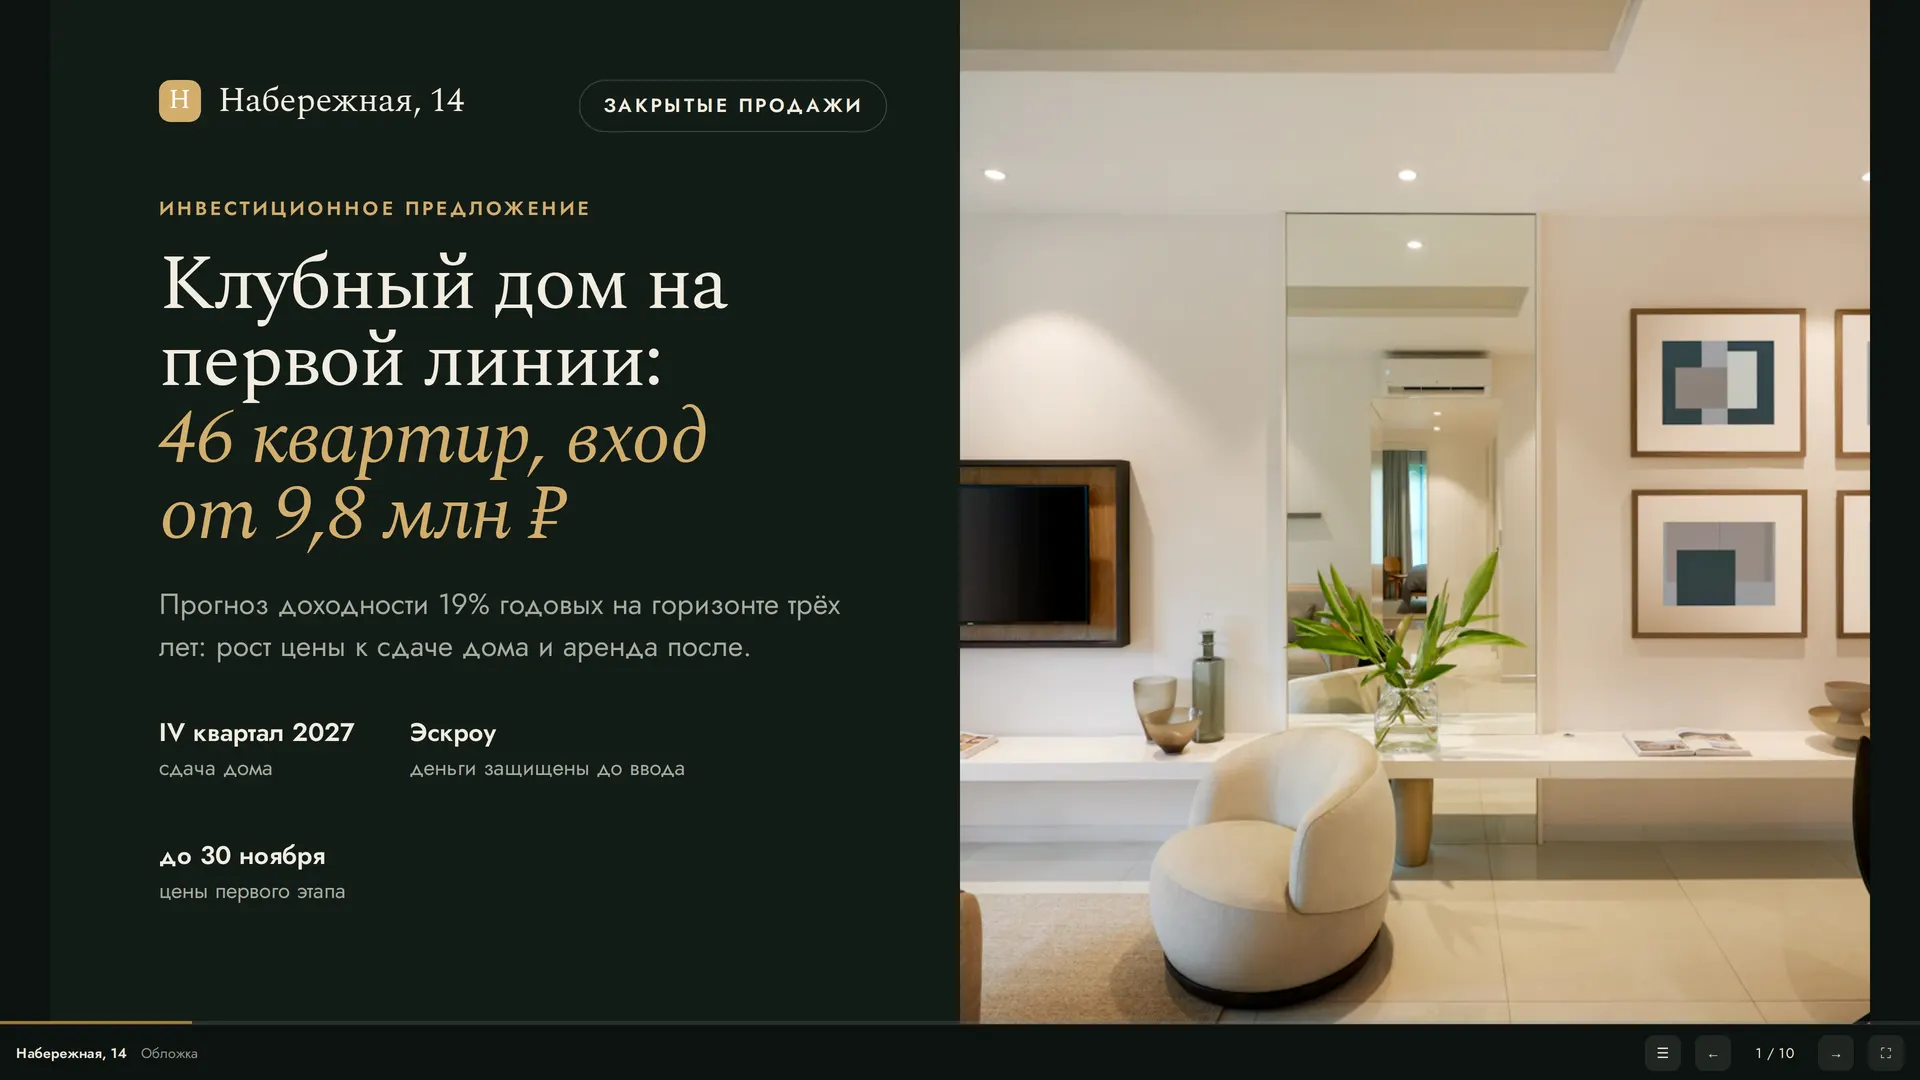 Н Набережная, 14
ЗАКРЫТЫЕ ПРОДАЖИ
ИНВЕСТИЦИОННОЕ ПРЕДЛОЖЕНИЕ
Клубный дом на
первой линии:
46 квартир, вход
от 9,8 млн ₽
Прогноз доходности 19% годовых на горизонте трёх
лет: рост цены к сдаче дома и аренда после.
IV квартал 2027
сдача дома
Эскроу
деньги защищены до ввода
до 30 ноября
цены первого этапа
Набережная, 14 Обложка
☰ ← 1 / 10 → ⛶